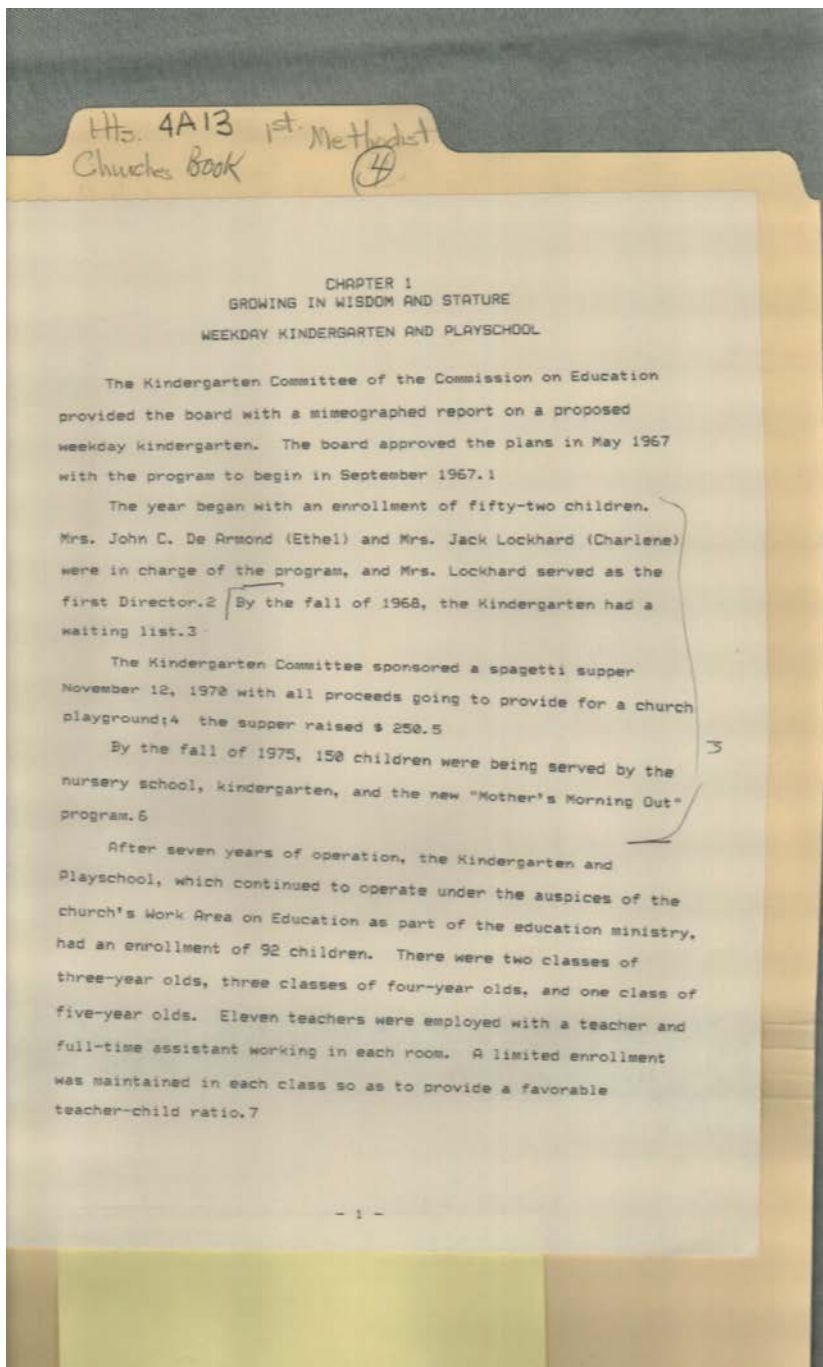 Hts. 4A13 1st. Methodist
Churches Book 4
CHAPTER 1
GROWING IN WISDOM AND STATURE
WEEKDAY KINDERGARTEN AND PLAYSCHOOL
The Kindergarten Committee of the Commission on Education
provided the board with a mimeographed report on a proposed
weekday kindergarten. The board approved the plans in May 1967
with the program to begin in September 1967.1
The year began with an enrollment of fifty-two children.
Mrs. John C. De Armond (Ethel) and Mrs. Jack Lockhard (Charlene)
were in charge of the program, and Mrs. Lockhard served as the
first Director.2 By the fall of 1968, the Kindergarten had a
waiting list.3
The Kindergarten Committee sponsored a spagetti supper
November 12, 1970 with all proceeds going to provide for a church
playground;4 the supper raised $ 250.5
By the fall of 1975, 150 children were being served by the
nursery school, kindergarten, and the new "Mother's Morning Out"
program.6
3
After seven years of operation, the Kindergarten and
Playschool, which continued to operate under the auspices of the
church's Work Area on Education as part of the education ministry,
had an enrollment of 92 children. There were two classes of
three-year olds, three classes of four-year olds, and one class of
five-year olds. Eleven teachers were employed with a teacher and
full-time assistant working in each room. A limited enrollment
was maintained in each class so as to provide a favorable
teacher-child ratio.7
- 1 -